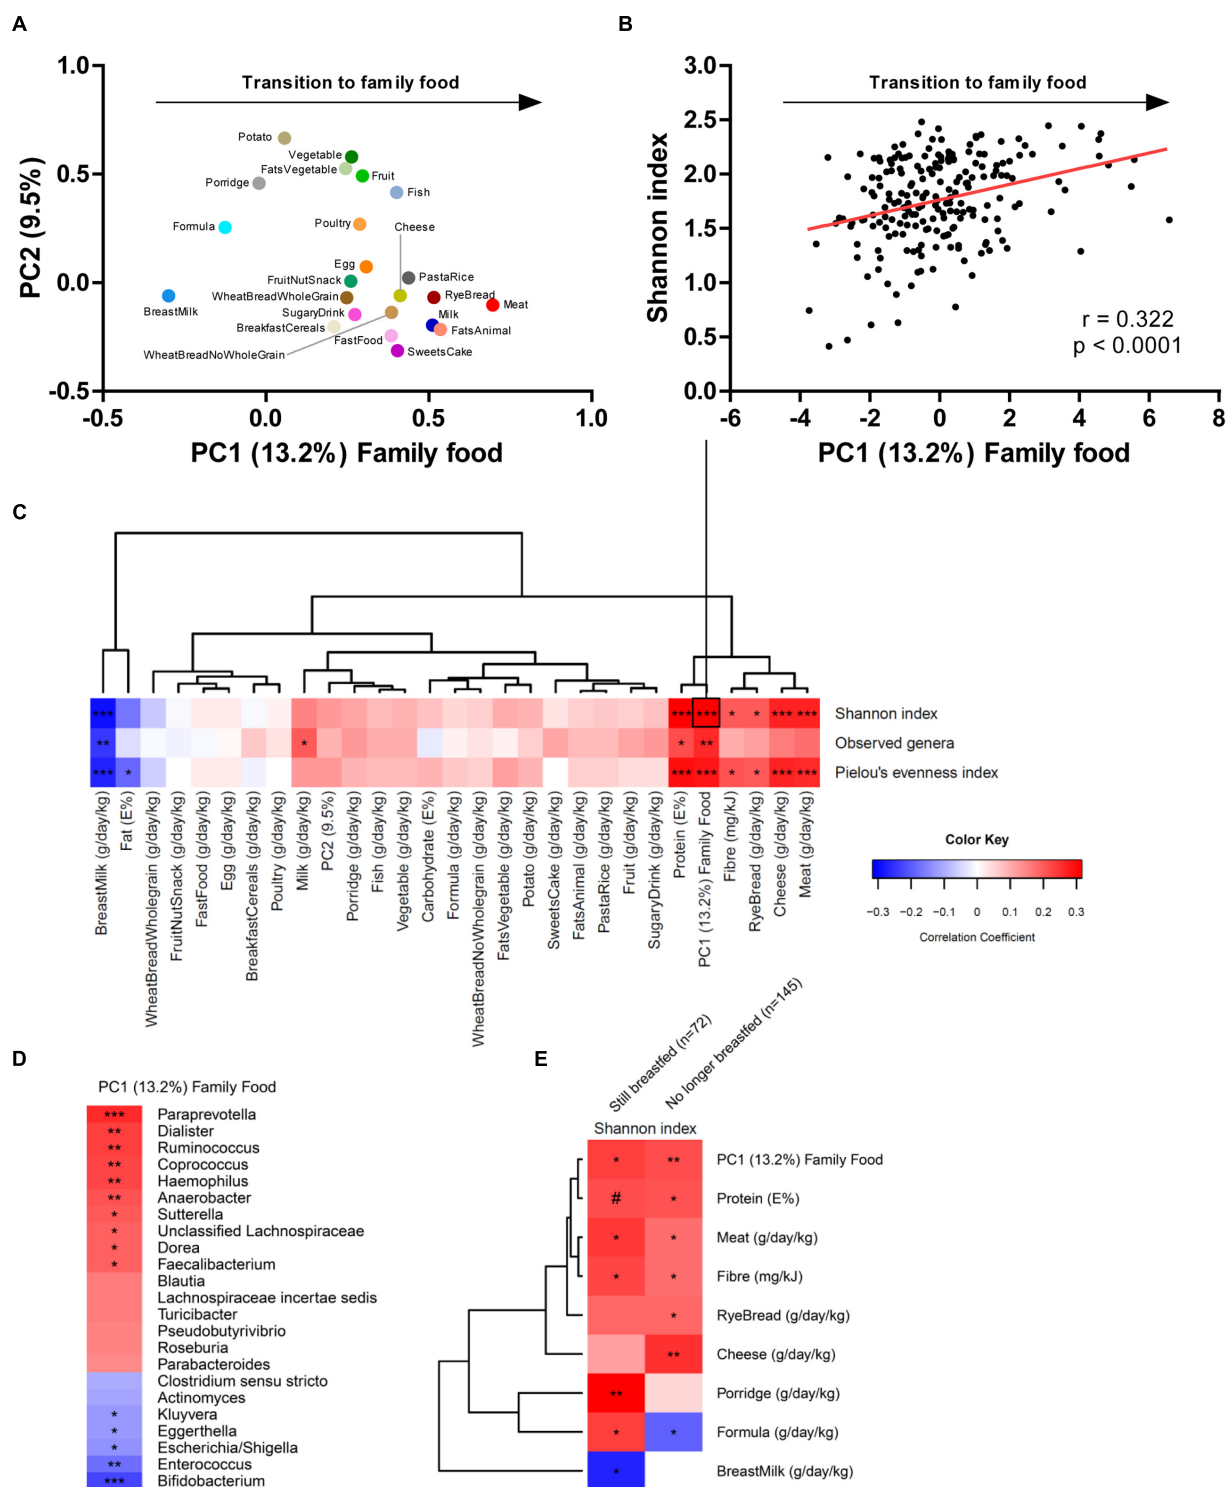 A
Transition to family food
1.0
0.5
0.0
-0.5
PC2 (9.5%)
Potato
Vegetable
FatsVegetable
Fruit
Porridge
Fish
Formula
Poultry
Cheese
Egg
FruitNutSnack
PastaRice
WheatBreadWholeGrain
RyeBread
Meat
BreastMilk
SugaryDrink
Milk
BreakfastCereals
FatsAnimal
FastFood
SweetsCake
WheatBreadNoWholeGrain
-0.5 0.0 0.5 1.0
PC1 (13.2%) Family food
B
Transition to family food
3.0
2.5
2.0
1.5
1.0
0.5
0.0
Shannon index
r = 0.322
p < 0.0001
-6 -4 -2 0 2 4 6 8
PC1 (13.2%) Family food
C
*** *** *** * * *** ***
Shannon index
** * * **
Observed genera
*** * *** *** * * *** ***
Pielou's evenness index
BreastMilk (g/day/kg)
Fat (E%)
WheatBreadWholegrain (g/day/kg)
FruitNutSnack (g/day/kg)
FastFood (g/day/kg)
Egg (g/day/kg)
BreakfastCereals (g/day/kg)
Poultry (g/day/kg)
Milk (g/day/kg)
PC2 (9.5%)
Porridge (g/day/kg)
Fish (g/day/kg)
Vegetable (g/day/kg)
Carbohydrate (E%)
Formula (g/day/kg)
WheatBreadNoWholegrain (g/day/kg)
FatsVegetable (g/day/kg)
Potato (g/day/kg)
SweetsCake (g/day/kg)
FatsAnimal (g/day/kg)
PastaRice (g/day/kg)
Fruit (g/day/kg)
SugaryDrink (g/day/kg)
Protein (E%)
PC1 (13.2%) Family Food
Fibre (mg/kJ)
RyeBread (g/day/kg)
Cheese (g/day/kg)
Meat (g/day/kg)
Color Key
−0.3 −0.2 −0.1 0 0.1 0.2 0.3
Correlation Coefficient
D
PC1 (13.2%) Family Food
*** Paraprevotella
** Dialister
** Ruminococcus
** Coprococcus
** Haemophilus
** Anaerobacter
* Sutterella
* Unclassified Lachnospiraceae
* Dorea
* Faecalibacterium
Blautia
Lachnospiraceae incertae sedis
Turicibacter
Pseudobutyrivibrio
Roseburia
Parabacteroides
Clostridium sensu stricto
Actinomyces
* Kluyvera
* Eggerthella
* Escherichia/Shigella
** Enterococcus
*** Bifidobacterium
E
Still breastfed (n=72)
No longer breastfed (n=145)
Shannon index
* ** PC1 (13.2%) Family Food
# * Protein (E%)
* * Meat (g/day/kg)
* * Fibre (mg/kJ)
* RyeBread (g/day/kg)
** Cheese (g/day/kg)
** Porridge (g/day/kg)
* * Formula (g/day/kg)
* BreastMilk (g/day/kg)